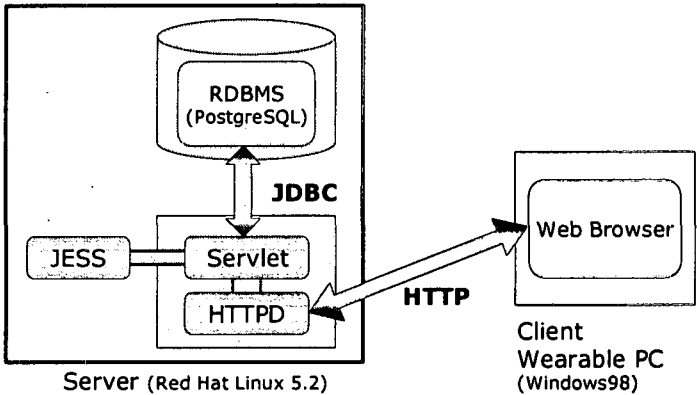 RDBMS
(PostgreSQL)
JDBC
JESS
Servlet
HTTPD
HTTP
Web Browser
Server (Red Hat Linux 5.2)
Client
Wearable PC
(Windows98)